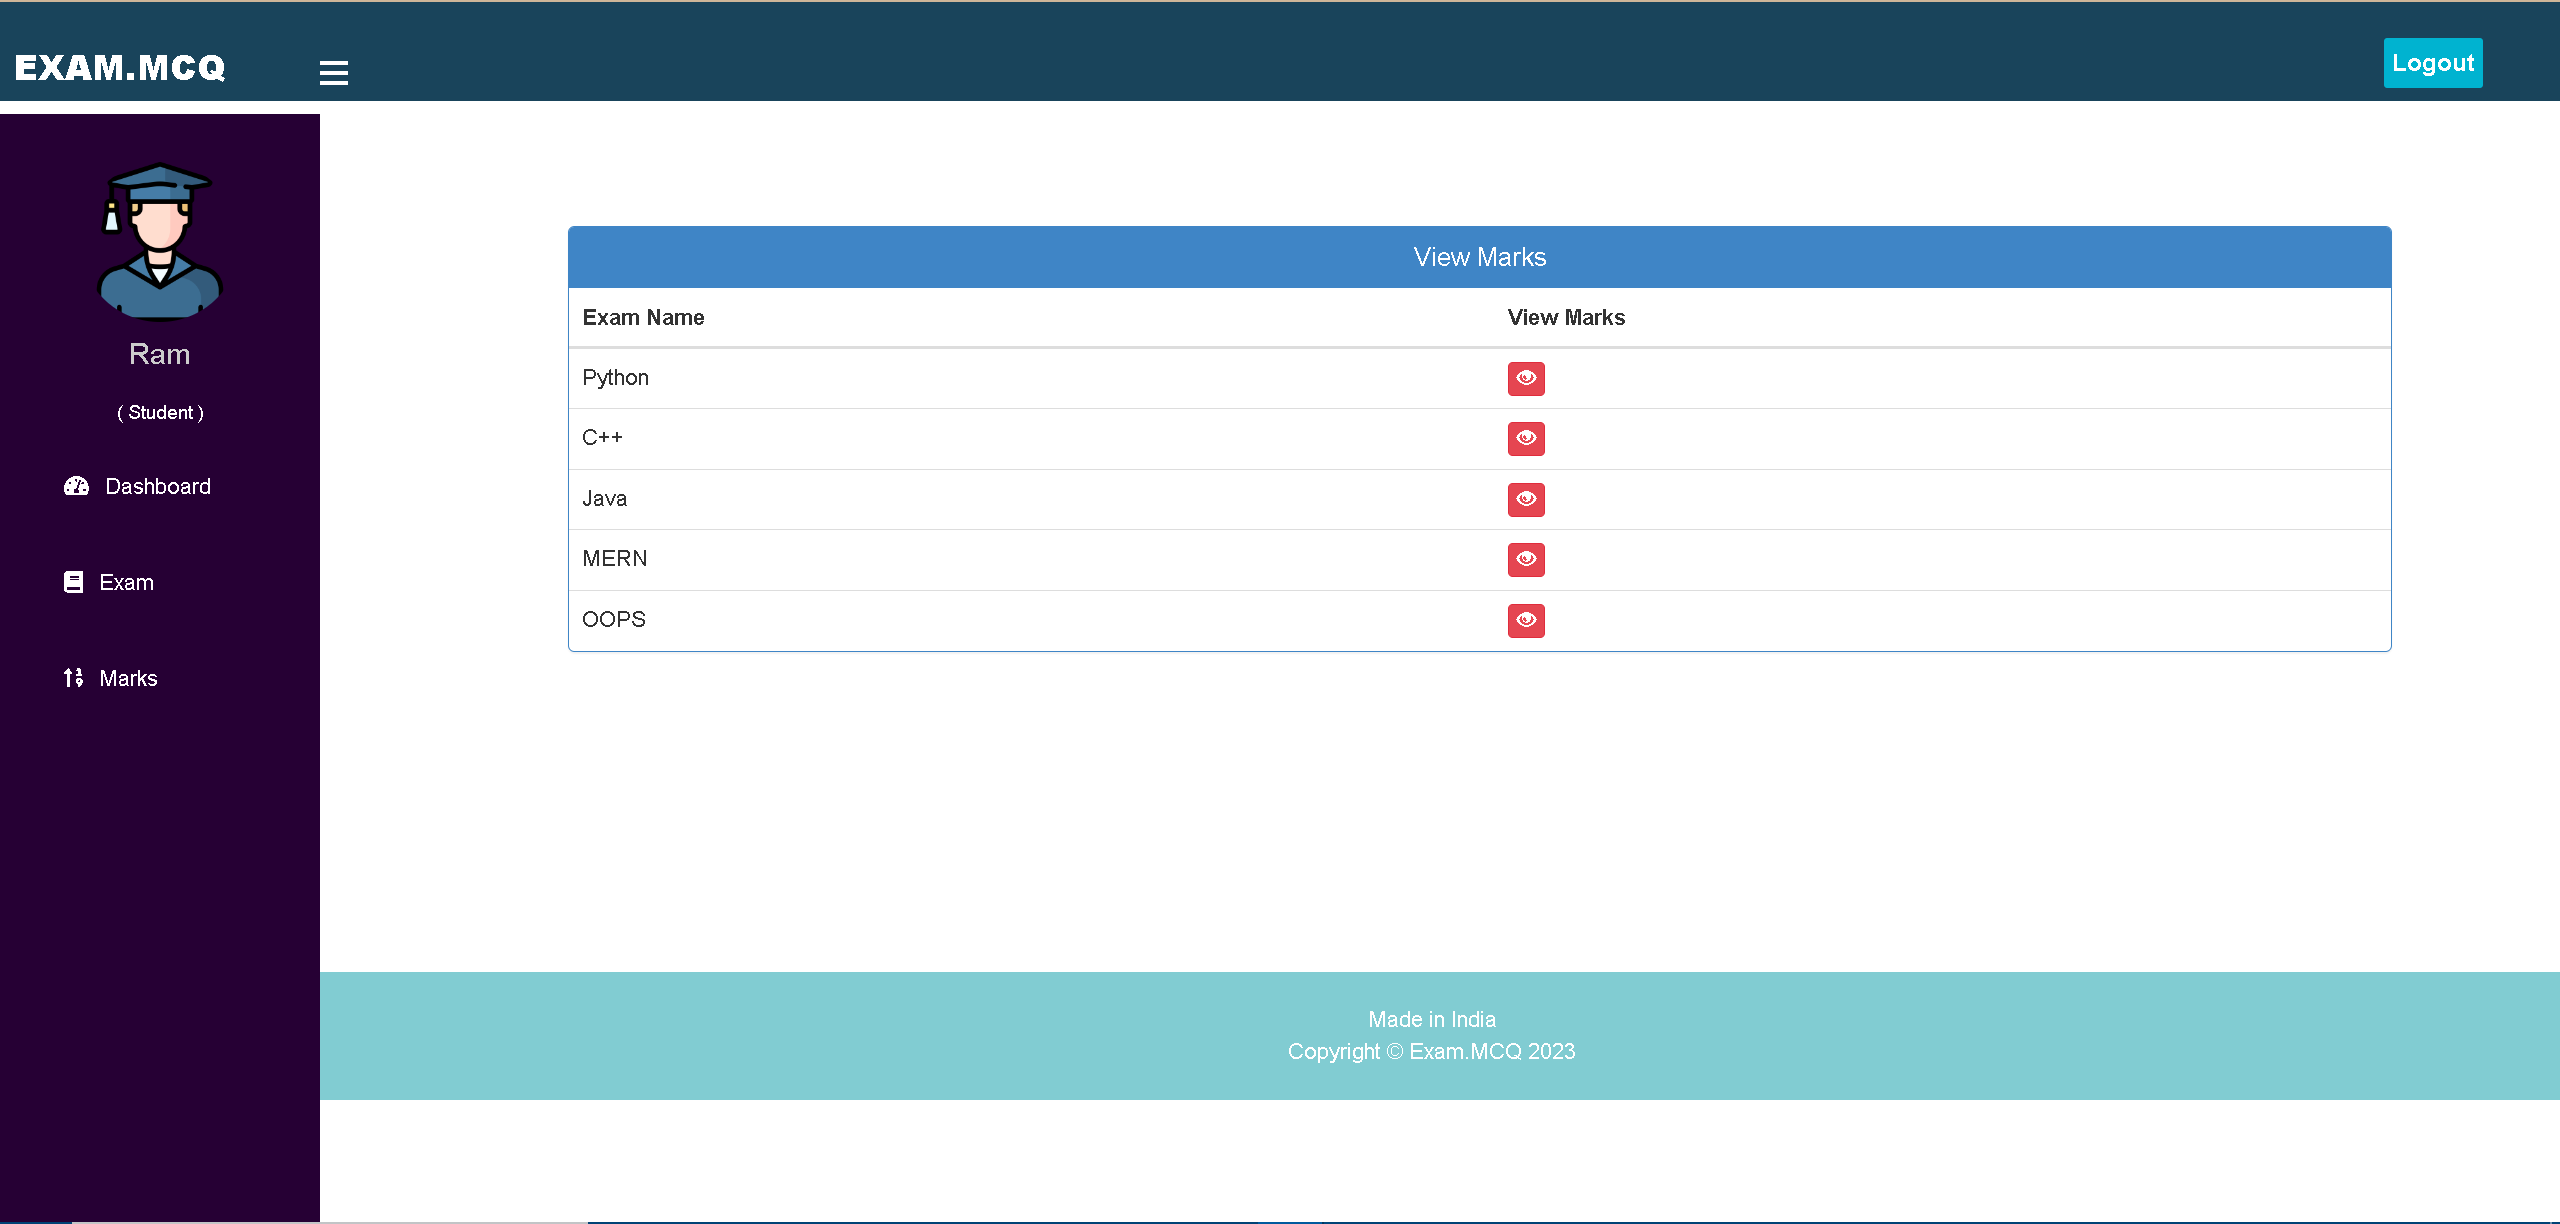 EXAM.MCQ
Logout
Ram
( Student )
Dashboard
Exam
Marks
View Marks
Exam Name View Marks
Python
C++
Java
MERN
OOPS
Made in India
Copyright © Exam.MCQ 2023